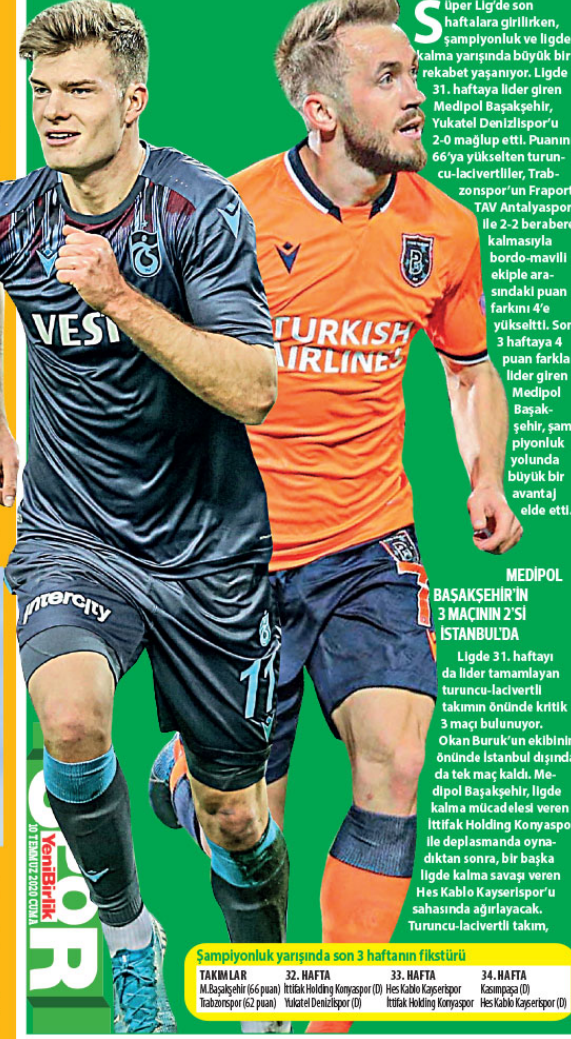 Süper Lig'de son
haftalara girilirken,
şampiyonluk ve ligde
kalma yarışında büyük bir
rekabet yaşanıyor. Ligde
31. haftaya lider giren
Medipol Başakşehir,
Yukatel Denizlispor'u
2-0 mağlup etti. Puanını
66'ya yükselten turun-
cu-lacivertliler, Trab-
zonspor'un Fraport
TAV Antalyaspor
ile 2-2 berabere
kalmasıyla
bordo-mavili
ekiple ara-
sındaki puan
farkını 4'e
yükseltti. Son
3 haftaya 4
puan farkla
lider giren
Medipol
Başak-
şehir, şam
piyonluk
yolunda
büyük bir
avantaj
elde etti.
MEDİPOL
BAŞAKŞEHİR'İN
3 MAÇININ 2'Sİ
İSTANBUL'DA
Ligde 31. haftayı
da lider tamamlayan
turuncu-lacivertli
takımın önünde kritik
3 maçı bulunuyor.
Okan Buruk'un ekibinin
önünde İstanbul dışında
da tek maç kaldı. Me-
dipol Başakşehir, ligde
kalma mücadelesi veren
İttifak Holding Konyaspo
ile deplasmanda oyna-
dıktan sonra, bir başka
ligde kalma savaşı veren
Hes Kablo Kayserispor'u
sahasında ağırlayacak.
Turuncu-lacivertli takım,
VEST
TURKISH
AIRLINES
intercity
11
7
SPOR
YeniBirlik
10 TEMMUZ 2020 CUMA
Şampiyonluk yarışında son 3 haftanın fikstürü
TAKIMLAR 32. HAFTA 33. HAFTA 34. HAFTA
M.Başakşehir (66 puan) İttifak Holding Konyaspor (D) Hes Kablo Kayserispor Kasımpaşa (D)
Trabzonspor (62 puan) Yukatel Denizlispor (D) İttifak Holding Konyaspor Hes Kablo Kayserispor (D)